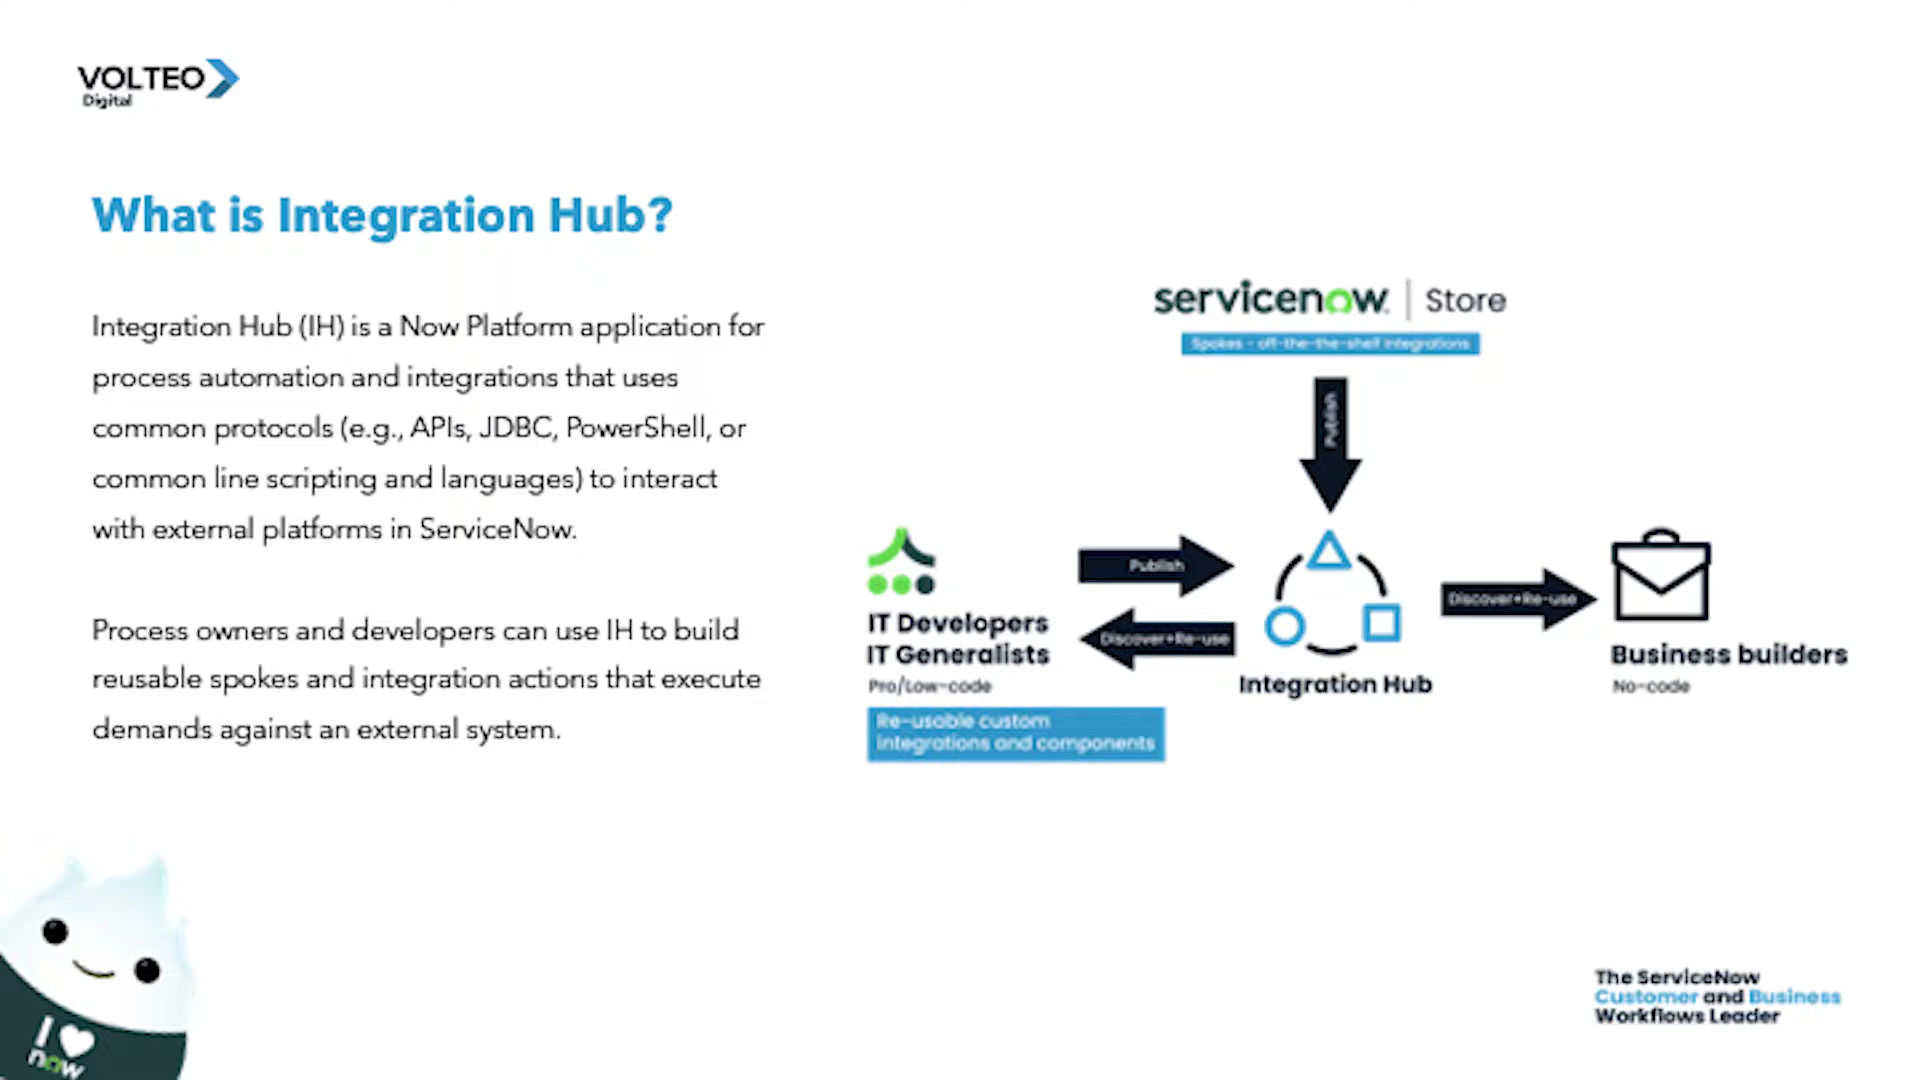 VOLTEO
Digital
What is Integration Hub?
Integration Hub (IH) is a Now Platform application for
process automation and integrations that uses
common protocols (e.g., APIs, JDBC, PowerShell, or
common line scripting and languages) to interact
with external platforms in ServiceNow.
Process owners and developers can use IH to build
reusable spokes and integration actions that execute
demands against an external system.
servicenow. | Store
Spokes - off-the-the-shelf integrations
Publish
Publish
Discover+Re-use
Discover+Re-use
IT Developers
IT Generalists
Pro/Low-code
Re-usable custom
integrations and components
Integration Hub
Business builders
No-code
I
now
The ServiceNow
Customer and Business
Workflows Leader